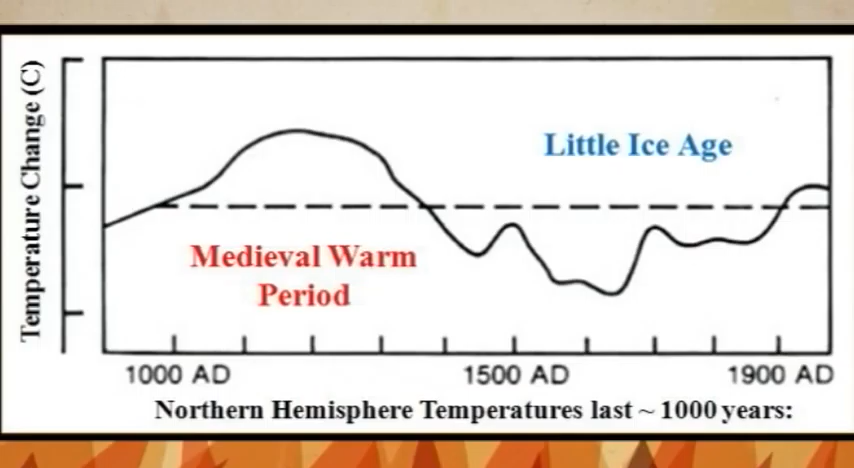 Temperature Change (C)
Little Ice Age
Medieval Warm
Period
1000 AD
1500 AD
1900 AD
Northern Hemisphere Temperatures last ~ 1000 years: